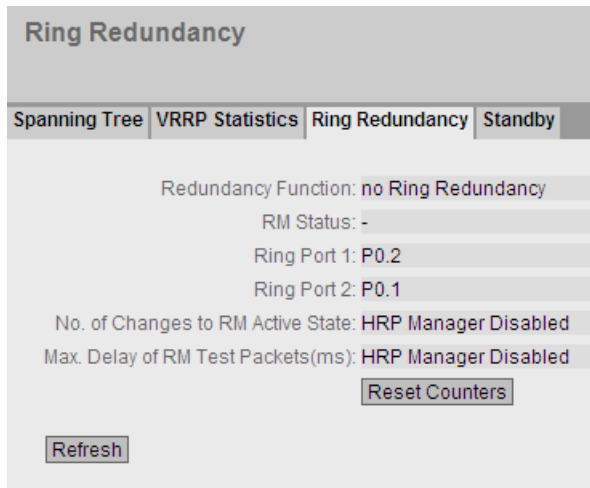 Ring Redundancy
Spanning Tree VRRP Statistics Ring Redundancy Standby
Redundancy Function: no Ring Redundancy
RM Status: -
Ring Port 1: P0.2
Ring Port 2: P0.1
No. of Changes to RM Active State: HRP Manager Disabled
Max. Delay of RM Test Packets(ms): HRP Manager Disabled
Reset Counters
Refresh